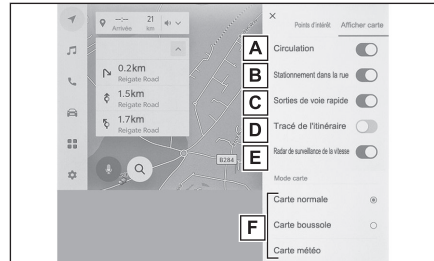 --:--
Arrivée
21
km
0.2km
Reigate Road
1.5km
Reigate Road
1.7km
Reigate Road
B284
Points d'intérêt
Afficher carte
A
Circulation
B
Stationnement dans la rue
C
Sorties de voie rapide
D
Tracé de l'itinéraire
E
Radar de surveillance de la vitesse
Mode carte
F
Carte normale
Carte boussole
Carte météo